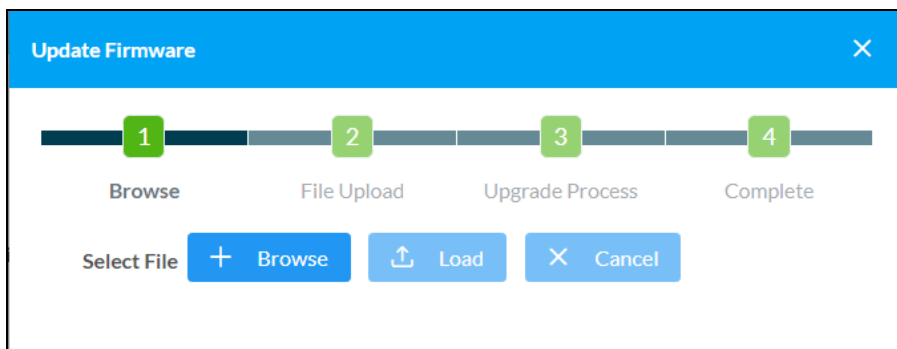 Update Firmware
1 2 3 4
Browse File Upload Upgrade Process Complete
Select File Browse Load Cancel